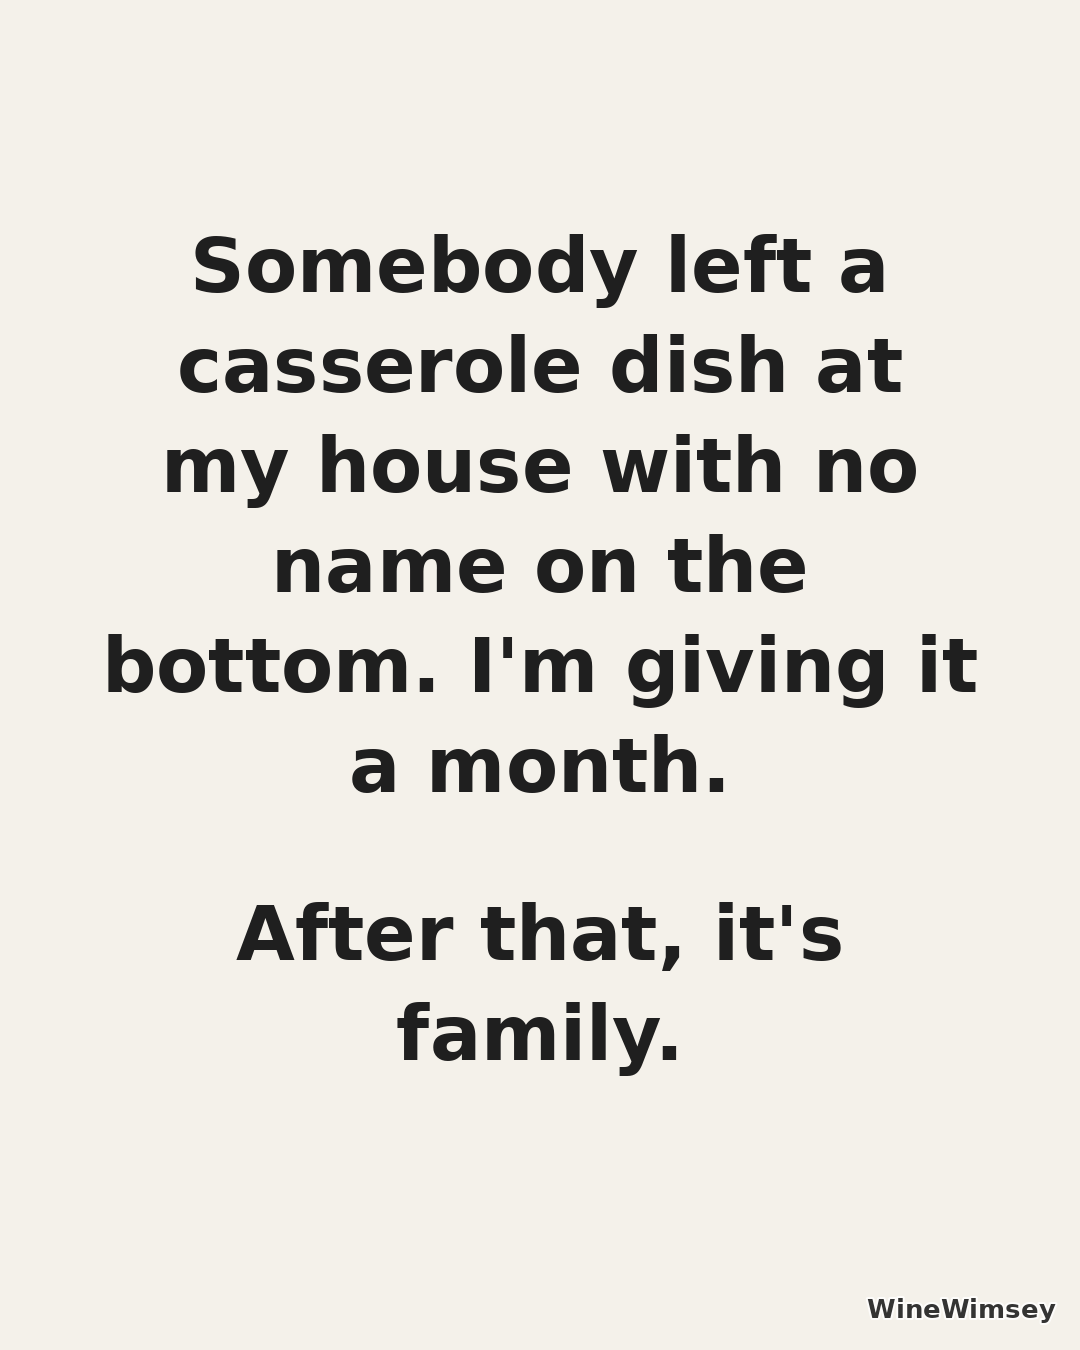 Somebody left a
casserole dish at
my house with no
name on the
bottom. I'm giving it
a month.
After that, it's
family.
WineWimsey